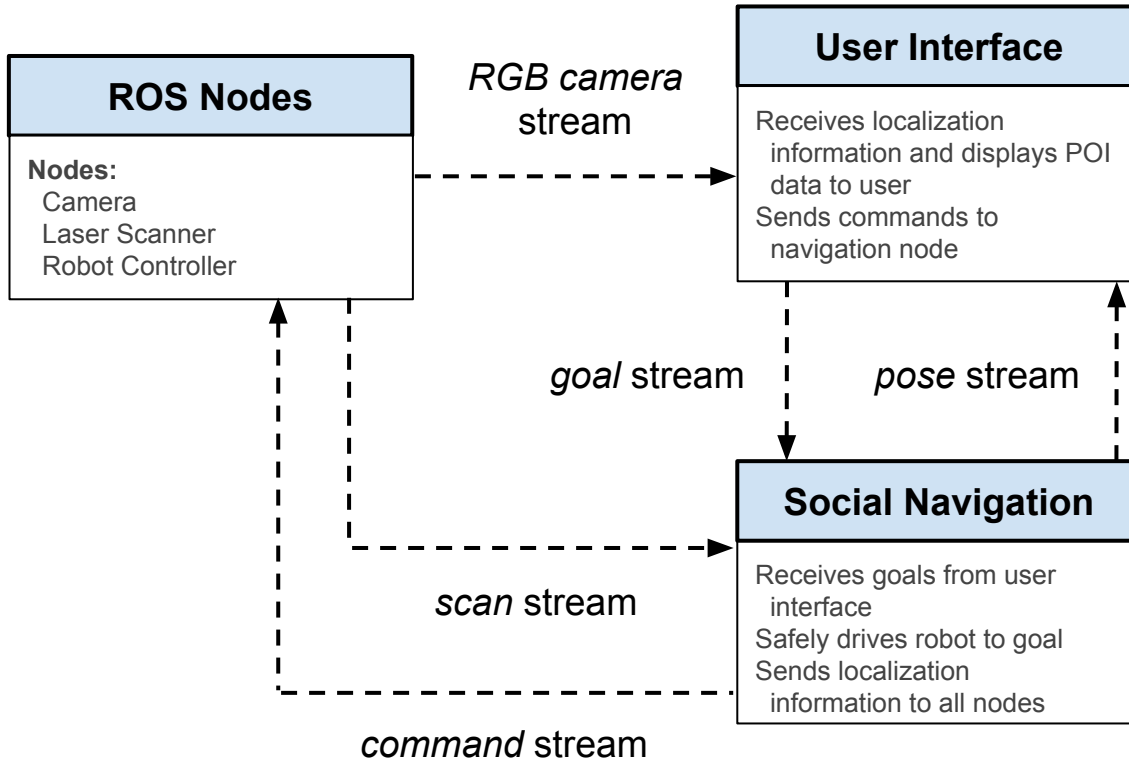 ROS Nodes
Nodes:
Camera
Laser Scanner
Robot Controller
RGB camera
stream
User Interface
Receives localization
information and displays POI
data to user
Sends commands to
navigation node
goal stream
pose stream
Social Navigation
Receives goals from user
interface
Safely drives robot to goal
Sends localization
information to all nodes
scan stream
command stream